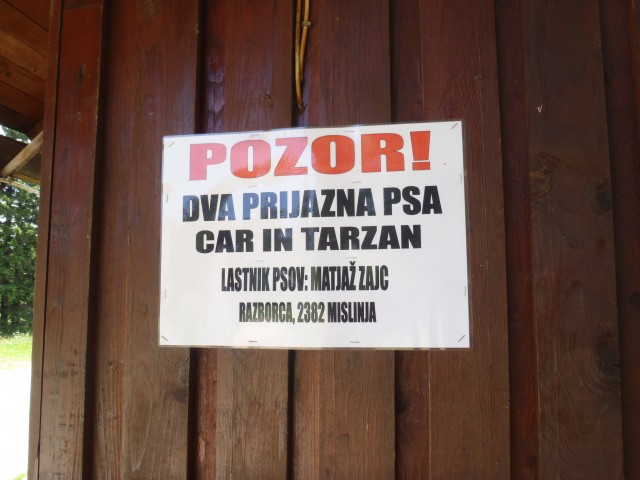 POZOR!
DVA PRIJAZNA PSA
CAR IN TARZAN
LASTNIK PSOV: MATJAŽ ZAJC
RAZBORCA, 2382 MISLINJA